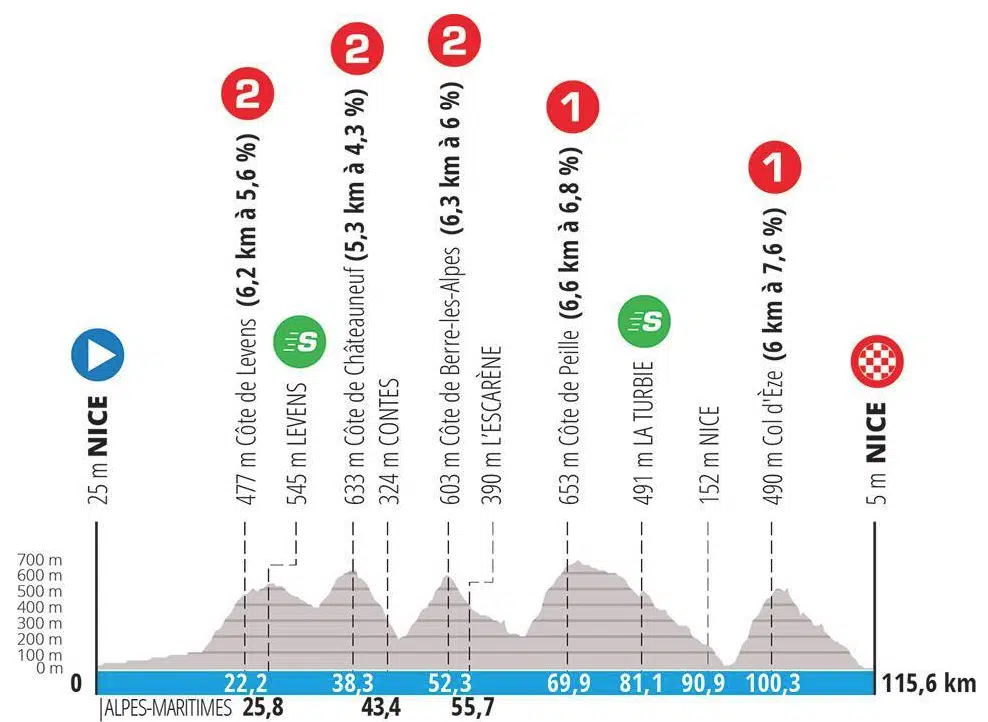 2
477 m Côte de Levens (6,2 km à 5,6 %)
S
545 m LEVENS
2
633 m Côte de Châteauneuf (5,3 km à 4,3 %)
324 m CONTES
2
603 m Côte de Berre-les-Alpes (6,3 km à 6 %)
390 m L'ESCARÈNE
1
653 m Côte de Peille (6,6 km à 6,8 %)
S
491 m LA TURBIE
152 m NICE
1
490 m Col d'Èze (6 km à 7,6 %)
25 m NICE
5 m NICE
700 m
600 m
500 m
400 m
300 m
200 m
100 m
0 m
0 22,2 38,3 52,3 69,9 81,1 90,9 100,3 115,6 km
ALPES-MARITIMES 25,8 43,4 55,7